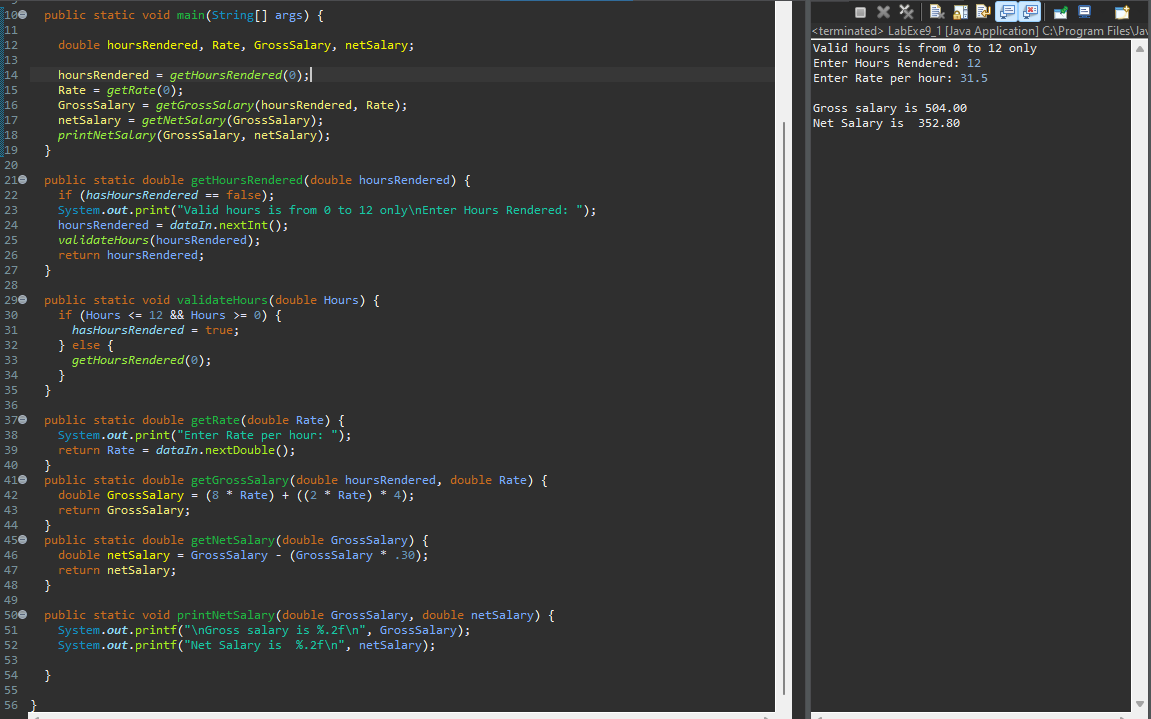 10 public static void main(String[] args) {
11
12 double hoursRendered, Rate, GrossSalary, netSalary;
13
14 hoursRendered = getHoursRendered(0);
15 Rate = getRate(0);
16 GrossSalary = getGrossSalary(hoursRendered, Rate);
17 netSalary = getNetSalary(GrossSalary);
18 printNetSalary(GrossSalary, netSalary);
19 }
20
21 public static double getHoursRendered(double hoursRendered) {
22 if (hasHoursRendered == false);
23 System.out.print("Valid hours is from 0 to 12 only\nEnter Hours Rendered: ");
24 hoursRendered = dataIn.nextInt();
25 validateHours(hoursRendered);
26 return hoursRendered;
27 }
28
29 public static void validateHours(double Hours) {
30 if (Hours <= 12 && Hours >= 0) {
31 hasHoursRendered = true;
32 } else {
33 getHoursRendered(0);
34 }
35 }
36
37 public static double getRate(double Rate) {
38 System.out.print("Enter Rate per hour: ");
39 return Rate = dataIn.nextDouble();
40 }
41 public static double getGrossSalary(double hoursRendered, double Rate) {
42 double GrossSalary = (8 * Rate) + ((2 * Rate) * 4);
43 return GrossSalary;
44 }
45 public static double getNetSalary(double GrossSalary) {
46 double netSalary = GrossSalary - (GrossSalary * .30);
47 return netSalary;
48 }
49
50 public static void printNetSalary(double GrossSalary, double netSalary) {
51 System.out.printf("\nGross salary is %.2f\n", GrossSalary);
52 System.out.printf("Net Salary is  %.2f\n", netSalary);
53
54 }
55
56 }
<terminated> LabExe9_1 [Java Application] C:\Program Files\Jav
Valid hours is from 0 to 12 only
Enter Hours Rendered: 12
Enter Rate per hour: 31.5
Gross salary is 504.00
Net Salary is  352.80